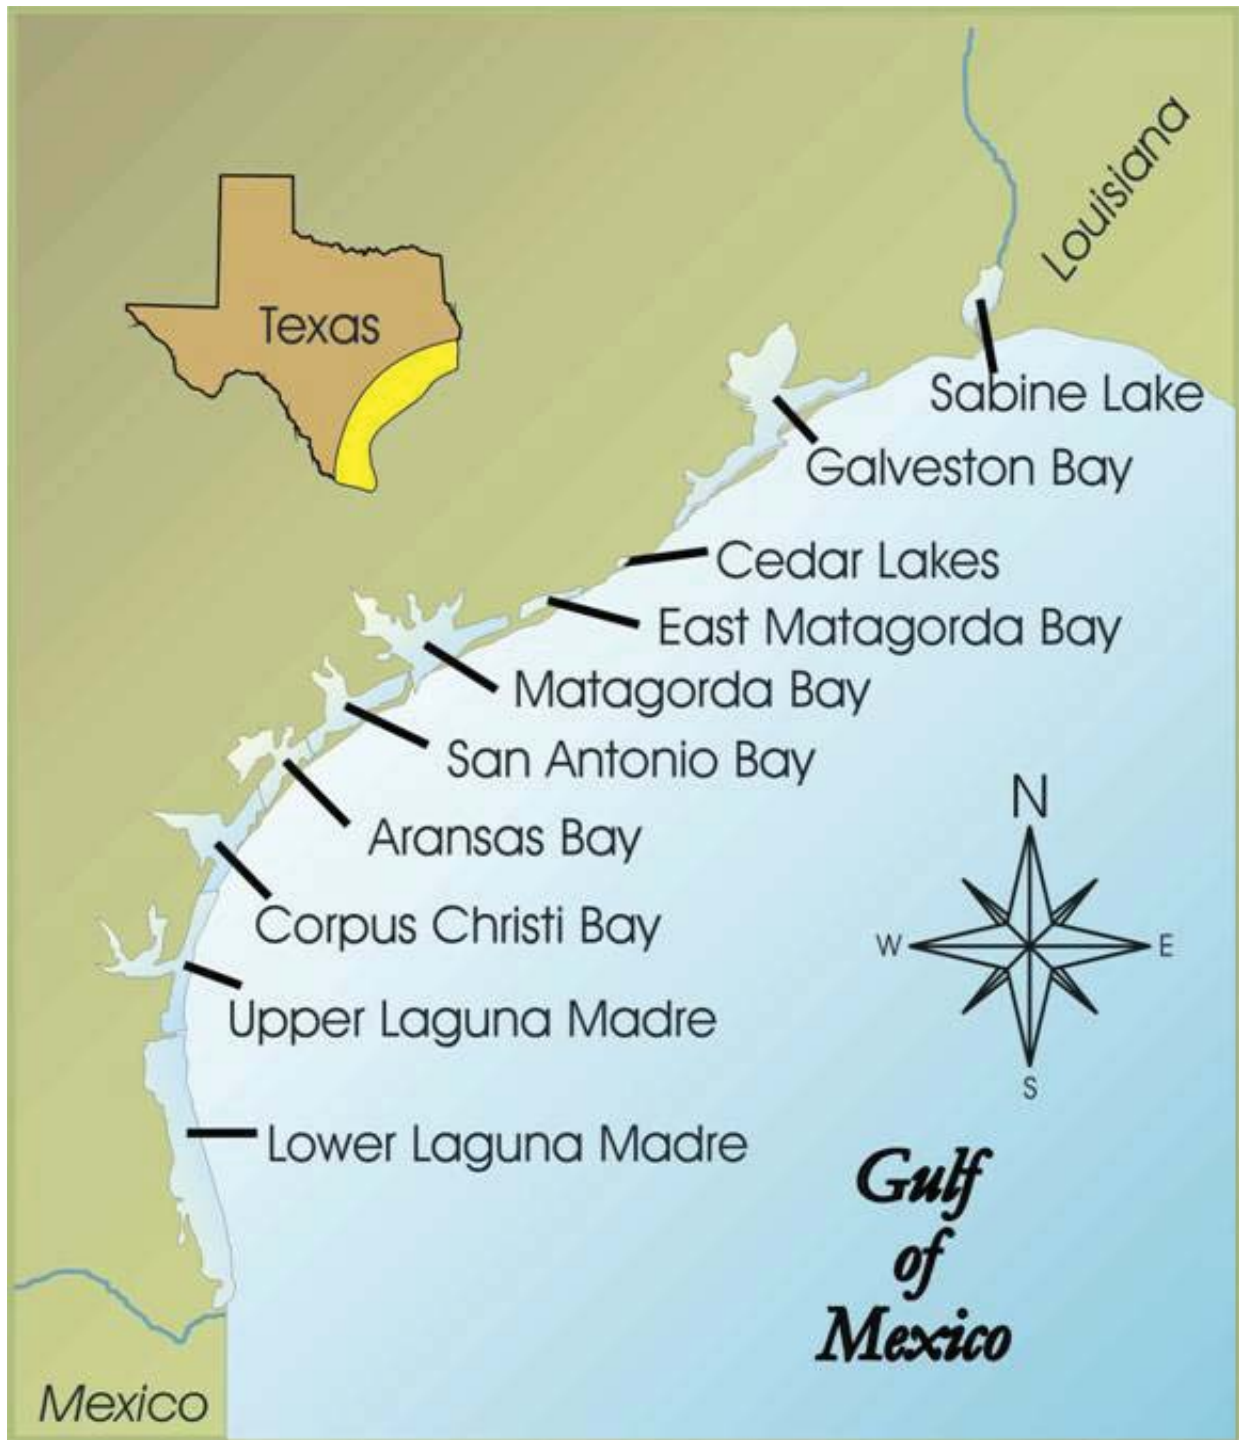 Louisiana
Texas
Sabine Lake
Galveston Bay
Cedar Lakes
East Matagorda Bay
Matagorda Bay
San Antonio Bay
Aransas Bay
Corpus Christi Bay
Upper Laguna Madre
Lower Laguna Madre
N
W
E
S
Gulf
of
Mexico
Mexico